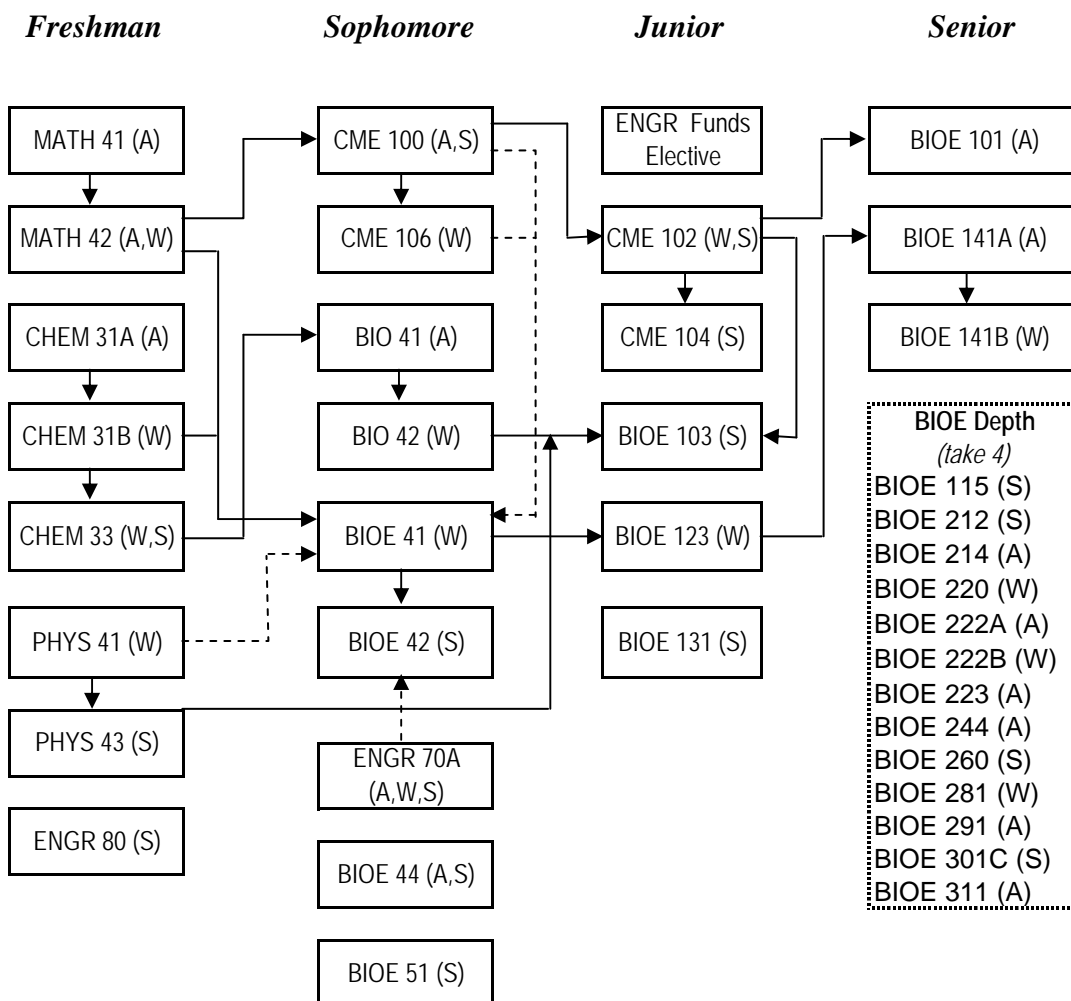 Freshman
Sophomore
Junior
Senior
MATH 41 (A)
MATH 42 (A,W)
CHEM 31A (A)
CHEM 31B (W)
CHEM 33 (W,S)
PHYS 41 (W)
PHYS 43 (S)
ENGR 80 (S)
CME 100 (A,S)
CME 106 (W)
BIO 41 (A)
BIO 42 (W)
BIOE 41 (W)
BIOE 42 (S)
ENGR 70A
(A,W,S)
BIOE 44 (A,S)
BIOE 51 (S)
ENGR Funds
Elective
CME 102 (W,S)
CME 104 (S)
BIOE 103 (S)
BIOE 123 (W)
BIOE 131 (S)
BIOE 101 (A)
BIOE 141A (A)
BIOE 141B (W)
BIOE Depth
(take 4)
BIOE 115 (S)
BIOE 212 (S)
BIOE 214 (A)
BIOE 220 (W)
BIOE 222A (A)
BIOE 222B (W)
BIOE 223 (A)
BIOE 244 (A)
BIOE 260 (S)
BIOE 281 (W)
BIOE 291 (A)
BIOE 301C (S)
BIOE 311 (A)